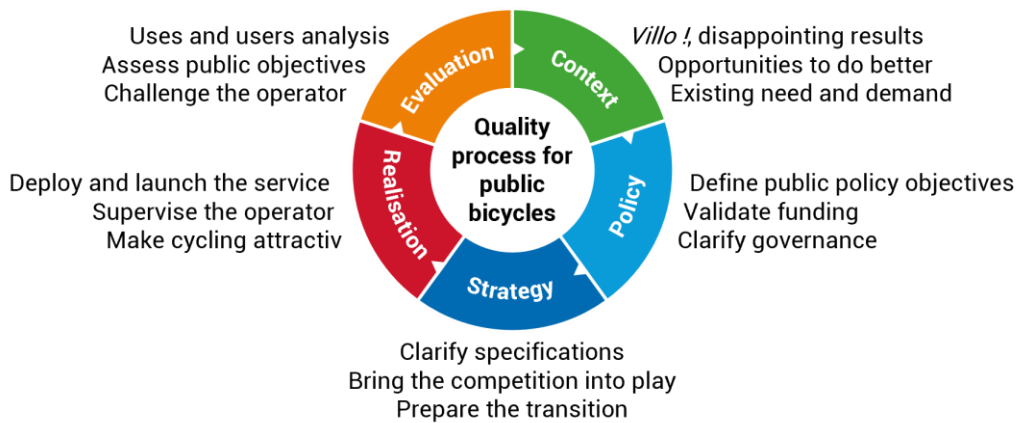 Quality
process for
public
bicycles
Context
Villo !, disappointing results
Opportunities to do better
Existing need and demand
Policy
Define public policy objectives
Validate funding
Clarify governance
Strategy
Clarify specifications
Bring the competition into play
Prepare the transition
Realisation
Deploy and launch the service
Supervise the operator
Make cycling attractiv
Evaluation
Uses and users analysis
Assess public objectives
Challenge the operator